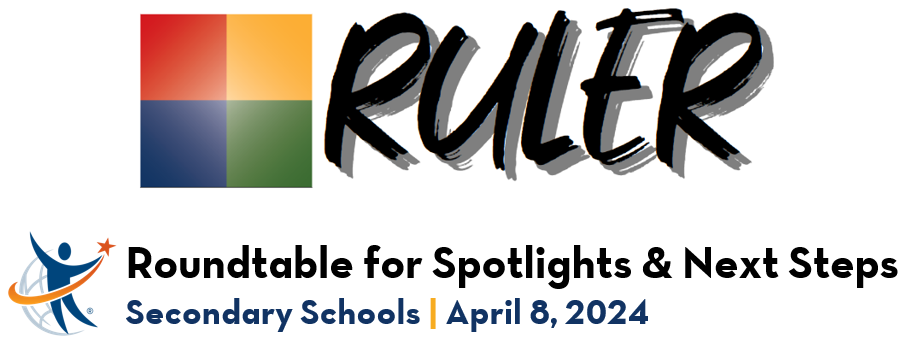 RULER
Roundtable for Spotlights & Next Steps
Secondary Schools | April 8, 2024
®